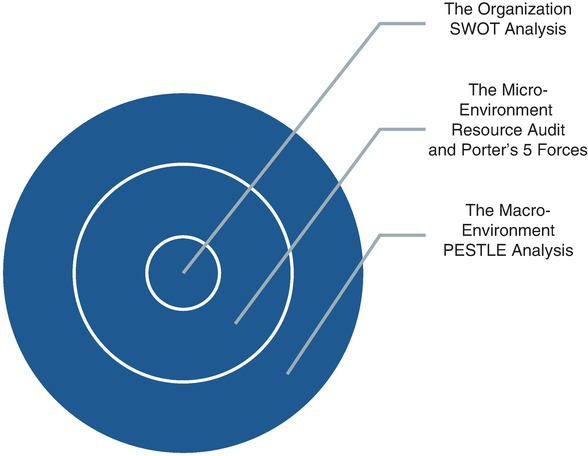 The Organization
SWOT Analysis
The Micro-
Environment
Resource Audit
and Porter's 5 Forces
The Macro-
Environment
PESTLE Analysis